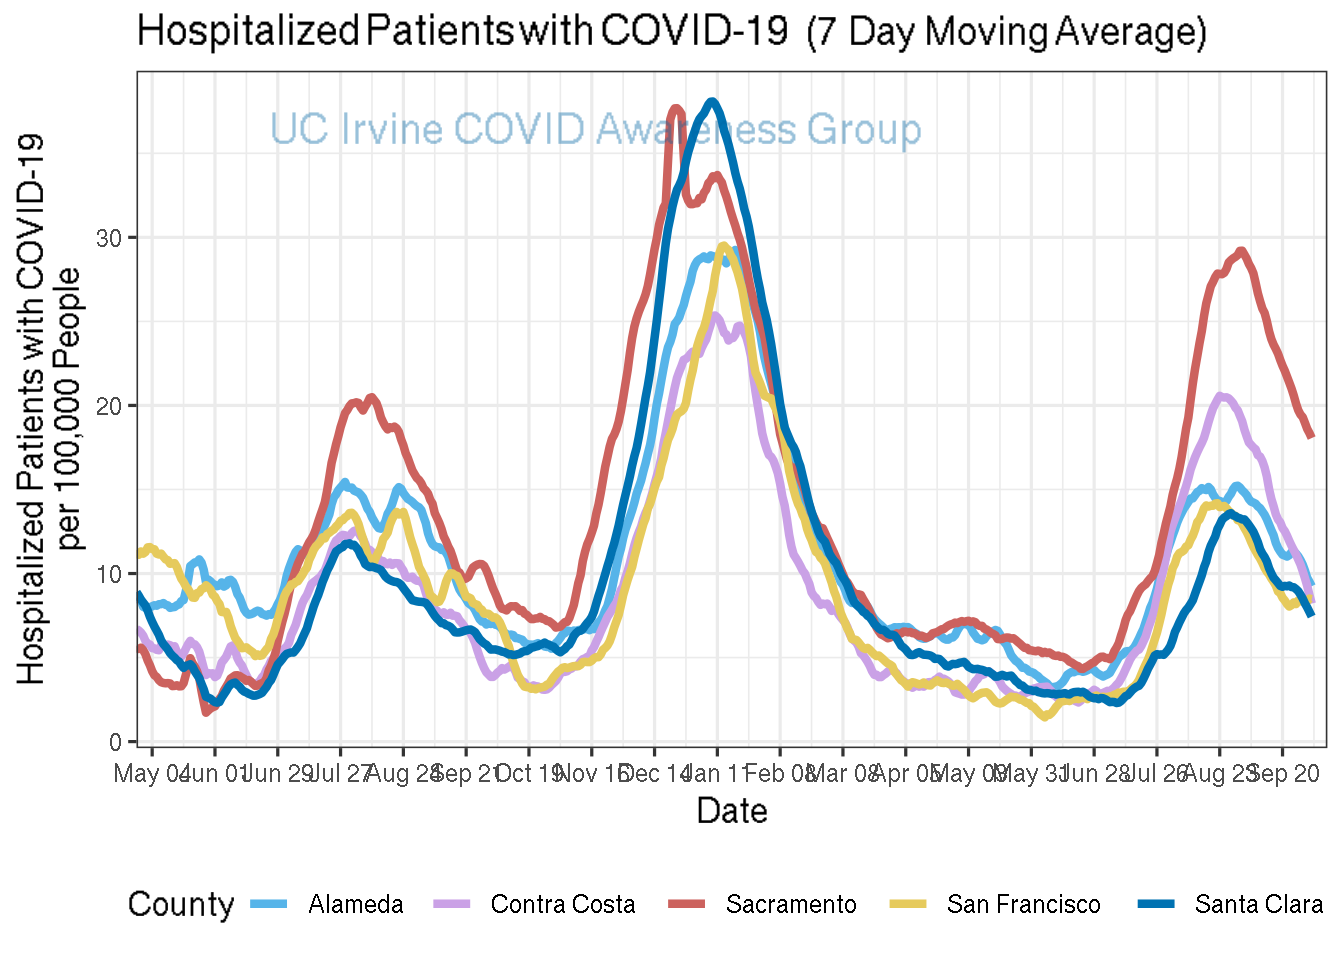 Hospitalized Patients with COVID-19 (7 Day Moving Average)
UC Irvine COVID Awareness Group
Hospitalized Patients with COVID-19
per 100,000 People
30
20
10
0
May 04 Jun 01 Jun 29 Jul 27 Aug 24 Sep 21 Oct 19 Nov 16 Dec 14 Jan 11 Feb 08 Mar 08 Apr 05 May 03 May 31 Jun 28 Jul 26 Aug 23 Sep 20
Date
County Alameda Contra Costa Sacramento San Francisco Santa Clara